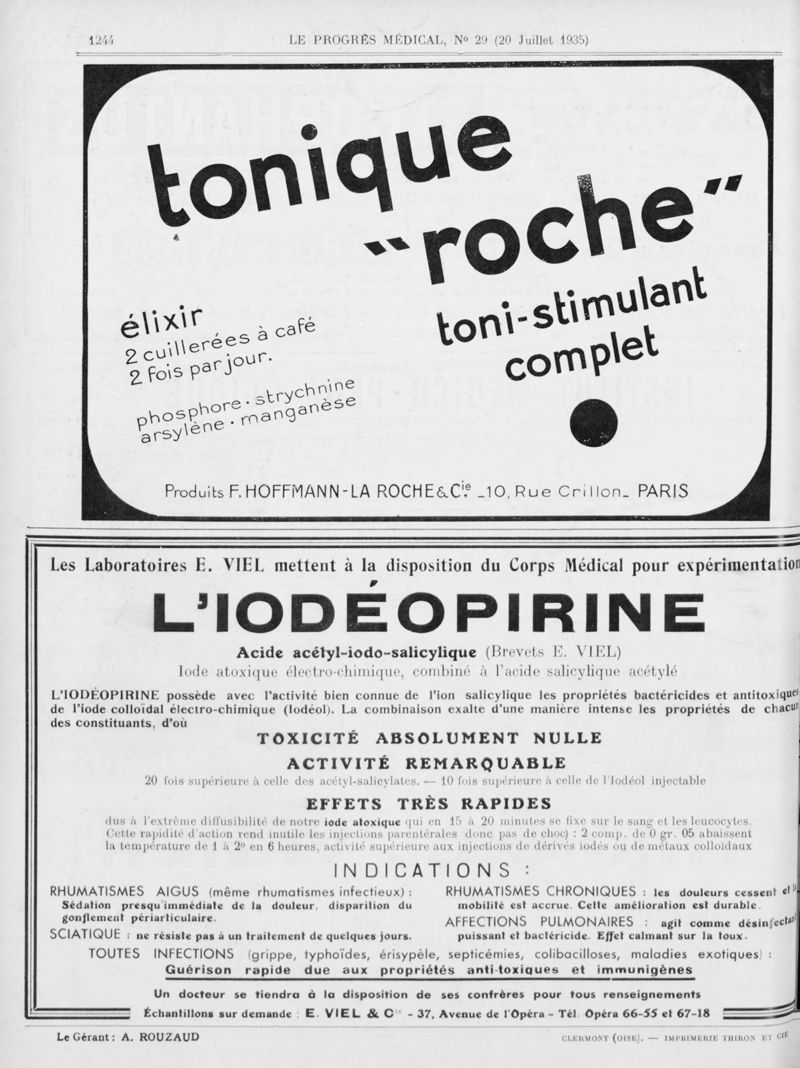 1244
LE PROGRÈS MÉDICAL, Nº 29 (20 Juillet 1935)
tonique
"roche"
toni-stimulant
complet
élixir
2 cuillerées à café
2 fois par jour.
phosphore · strychnine
arsylène · manganèse
Produits F. HOFFMANN-LA ROCHE & Cie. _10, Rue Crillon_ PARIS
Les Laboratoires E. VIEL mettent à la disposition du Corps Médical pour expérimentation
L'IODÉOPIRINE
Acide acétyl-iodo-salicylique (Brevets E. VIEL)
Iode atoxique électro-chimique, combiné à l'acide salicylique acétylé
L'IODÉOPIRINE possède avec l'activité bien connue de l'ion salicylique les propriétés bactéricides et antitoxiques
de l'iode colloïdal électro-chimique (Iodéol). La combinaison exalte d'une manière intense les propriétés de chacun
des constituants, d'où
TOXICITÉ ABSOLUMENT NULLE
ACTIVITÉ REMARQUABLE
20 fois supérieure à celle des acétyl-salicylates. — 10 fois supérieure à celle de l'Iodéol injectable
EFFETS TRÈS RAPIDES
dus à l'extrême diffusibilité de notre iode atoxique qui en 15 à 20 minutes se fixe sur le sang et les leucocytes.
Cette rapidité d'action rend inutile les injections parentérales donc pas de choc) : 2 comp. de 0 gr. 05 abaissent
la température de 1 à 2º en 6 heures, activité supérieure aux injections de dérivés iodés ou de métaux colloïdaux
INDICATIONS :
RHUMATISMES AIGUS (même rhumatismes infectieux) :
Sédation presqu'immédiate de la douleur, disparition du
gonflement périarticulaire.
SCIATIQUE : ne résiste pas à un traitement de quelques jours.
RHUMATISMES CHRONIQUES : les douleurs cessent et la
mobilité est accrue. Cette amélioration est durable.
AFFECTIONS PULMONAIRES : agit comme désinfectant
puissant et bactéricide. Effet calmant sur la toux.
TOUTES INFECTIONS (grippe, typhoïdes, érisypèle, septicémies, colibacilloses, maladies exotiques) :
Guérison rapide due aux propriétés anti-toxiques et immunigènes
Un docteur se tiendra à la disposition de ses confrères pour tous renseignements
Échantillons sur demande : E. VIEL & Cie - 37, Avenue de l'Opéra - Tél. Opéra 66-55 et 67-18
Le Gérant : A. ROUZAUD
CLERMONT (OISE). — IMPRIMERIE THIRON ET Cie